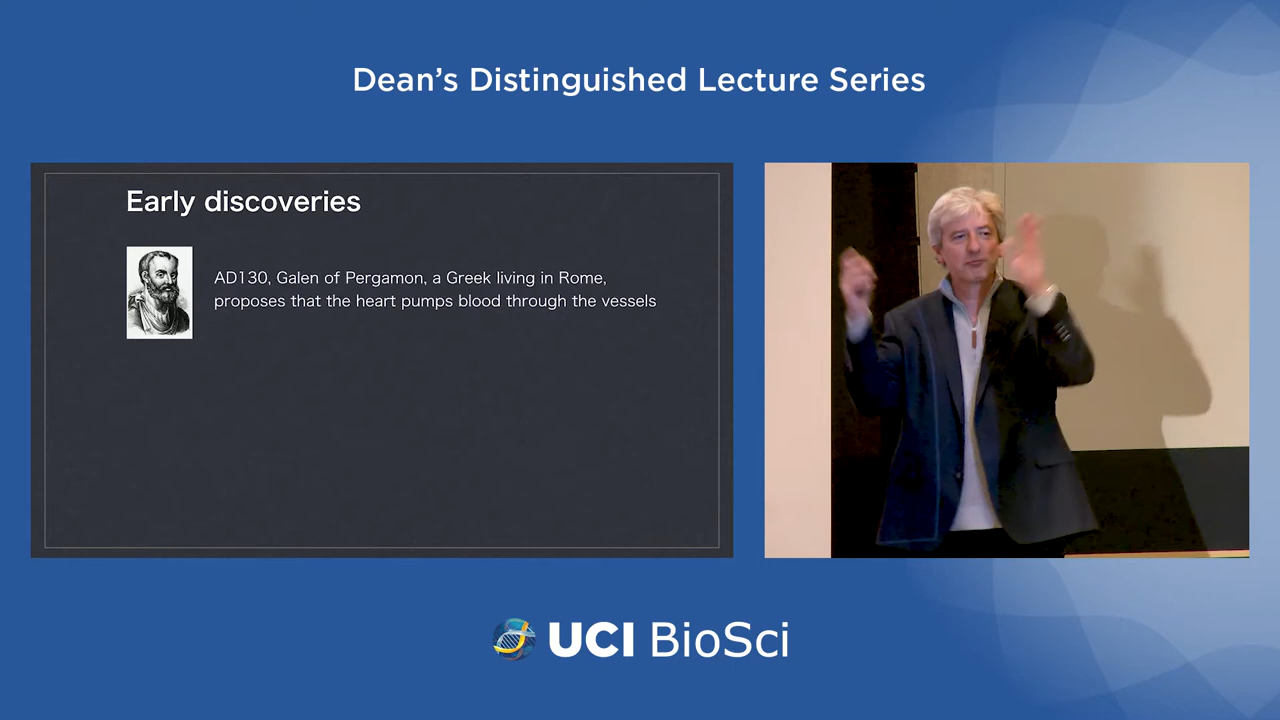 Dean’s Distinguished Lecture Series
Early discoveries
AD130, Galen of Pergamon, a Greek living in Rome,
proposes that the heart pumps blood through the vessels
UCI BioSci